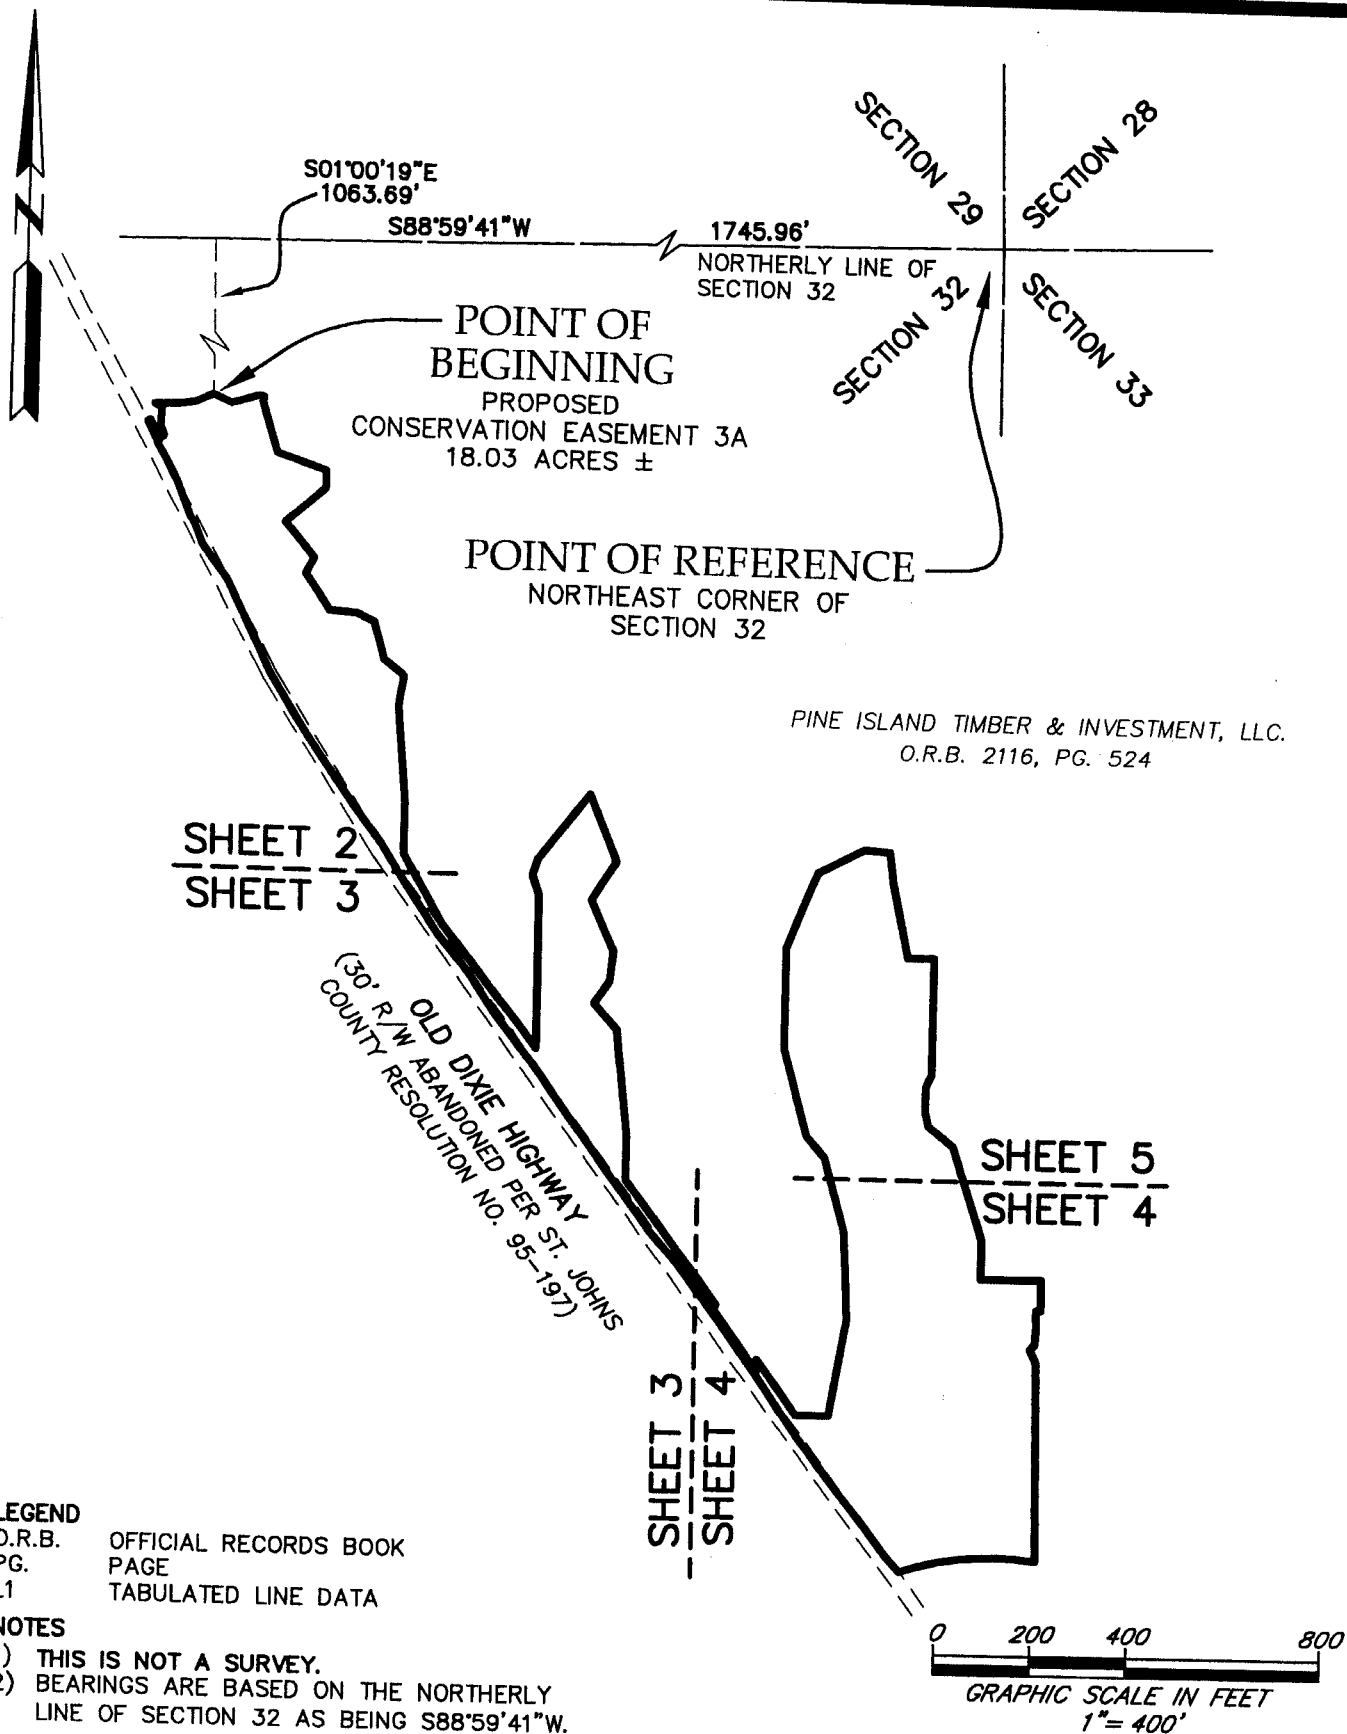 N
S01°00'19"E
1063.69'
S88°59'41"W
1745.96'
NORTHERLY LINE OF
SECTION 32
SECTION 29
SECTION 28
SECTION 32
SECTION 33
POINT OF
BEGINNING
PROPOSED
CONSERVATION EASEMENT 3A
18.03 ACRES ±
POINT OF REFERENCE
NORTHEAST CORNER OF
SECTION 32
PINE ISLAND TIMBER & INVESTMENT, LLC.
O.R.B. 2116, PG. 524
SHEET 2
SHEET 3
OLD DIXIE HIGHWAY
(30' R/W ABANDONED PER ST. JOHNS
COUNTY RESOLUTION NO. 95-197)
SHEET 5
SHEET 4
SHEET 3
SHEET 4
LEGEND
O.R.B. OFFICIAL RECORDS BOOK
PG. PAGE
L1 TABULATED LINE DATA
NOTES
1) THIS IS NOT A SURVEY.
2) BEARINGS ARE BASED ON THE NORTHERLY
LINE OF SECTION 32 AS BEING S88°59'41"W.
0 200 400 800
GRAPHIC SCALE IN FEET
1"= 400'